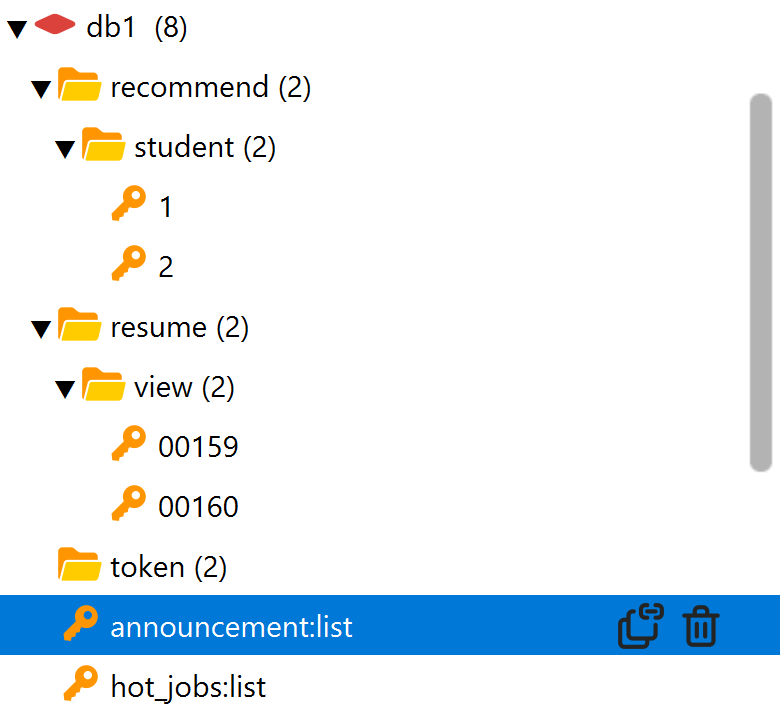 db1 (8)
recommend (2)
student (2)
1
2
resume (2)
view (2)
00159
00160
token (2)
announcement:list
hot_jobs:list